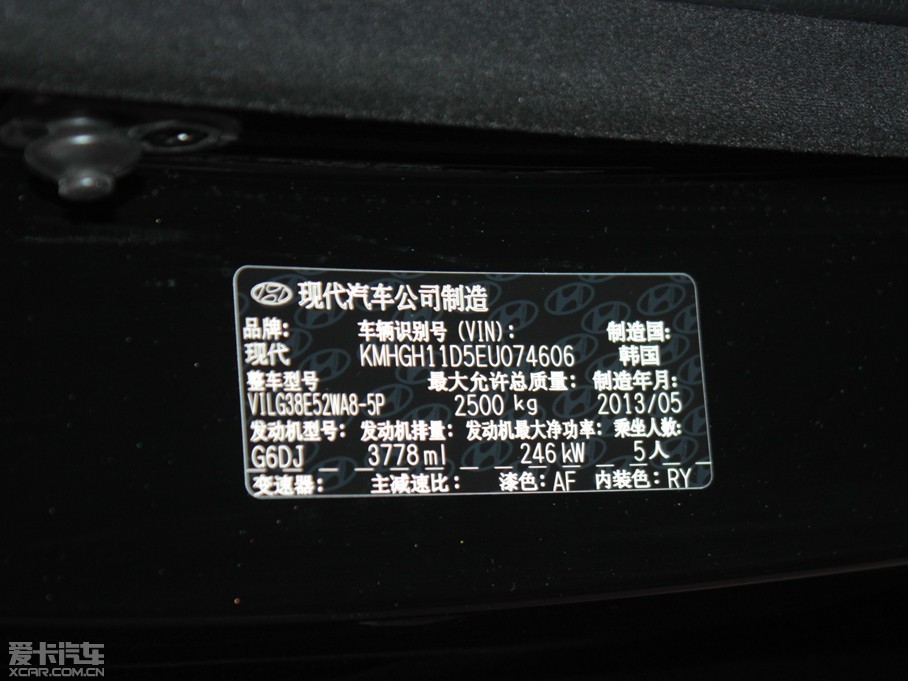 现代汽车公司制造
品牌: 车辆识别号 (VIN): 制造国:
现代 KMHGH11D5EU074606 韩国
整车型号 最大允许总质量: 制造年月:
VILG38E52WA8-5P 2500 kg 2013/05
发动机型号: 发动机排量: 发动机最大净功率: 乘坐人数:
G6DJ 3778 ml 246 kW 5人
变速器: 主减速比: 漆色: AF 内装色: RY
爱卡汽车
XCAR.COM.CN